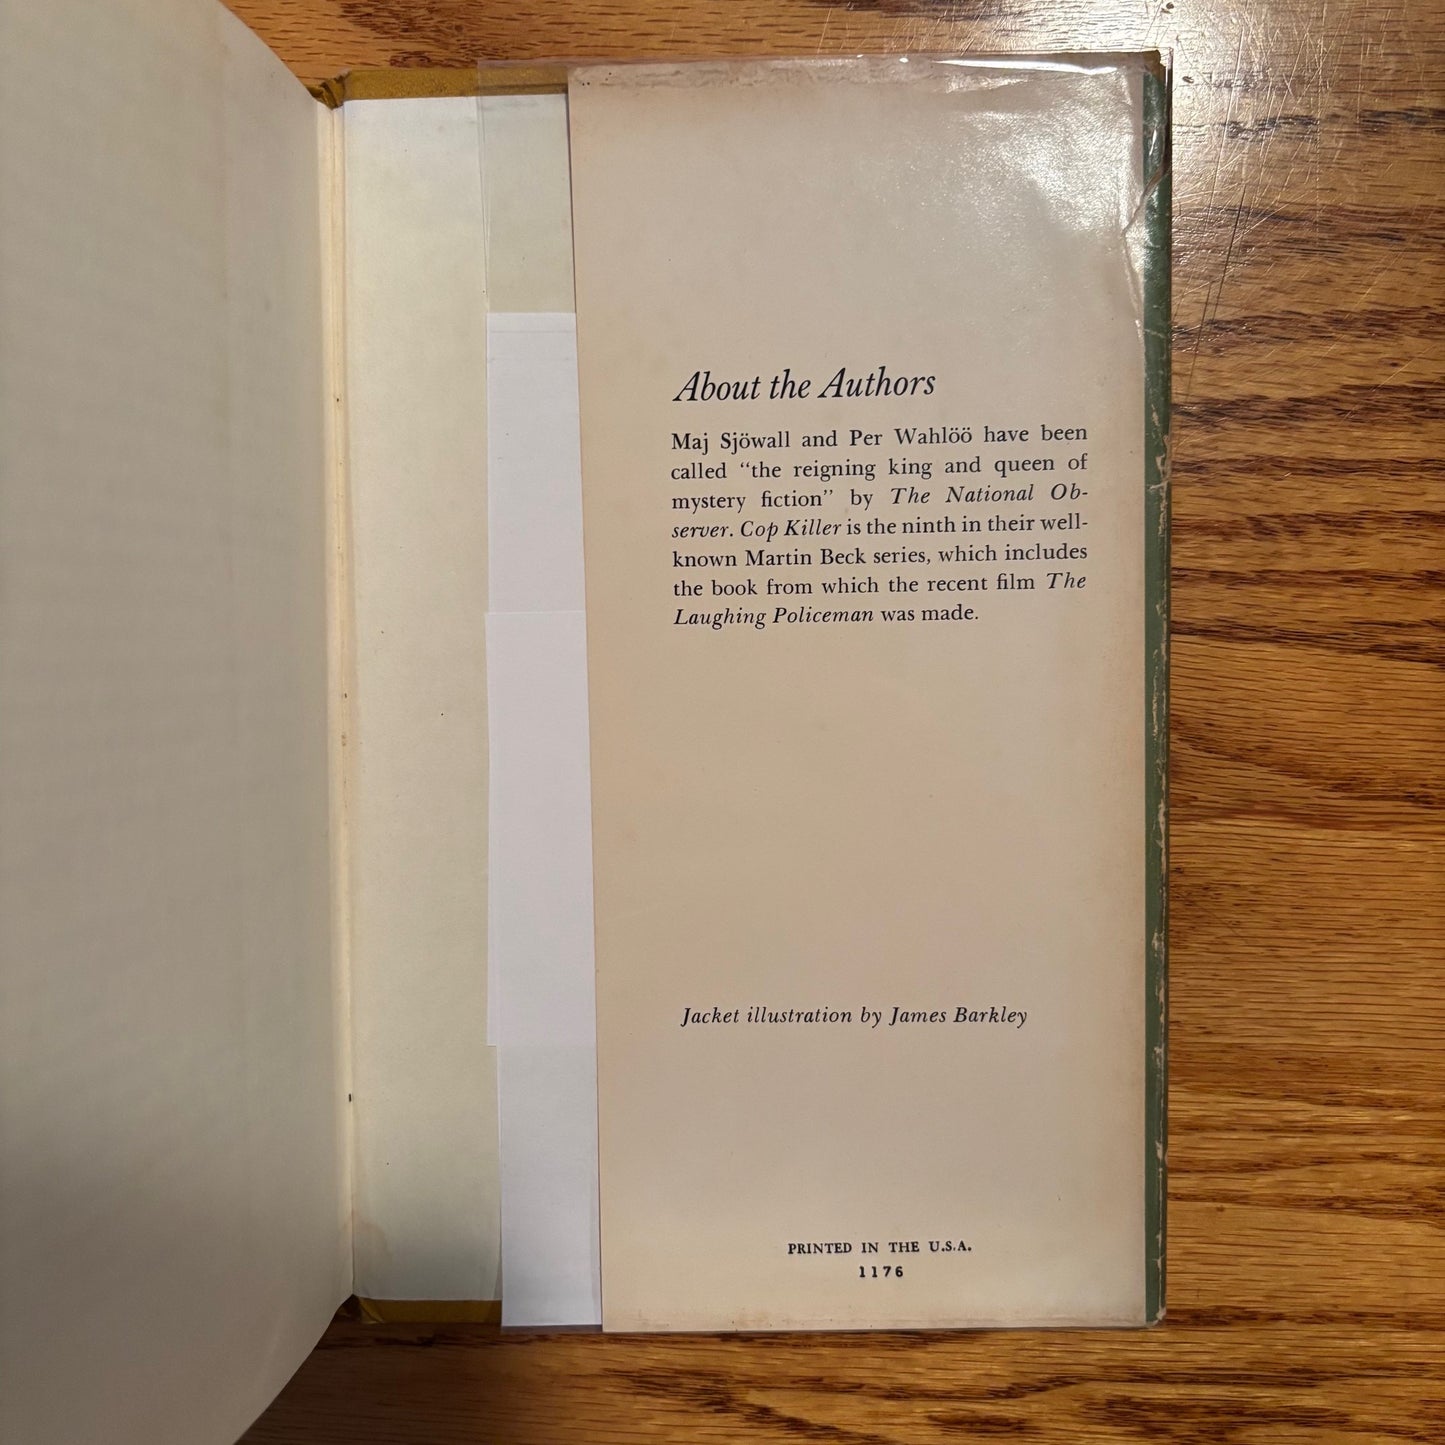 About the Authors
Maj Sjöwall and Per Wahlöö have been
called “the reigning king and queen of
mystery fiction” by The National Ob-
server. Cop Killer is the ninth in their well-
known Martin Beck series, which includes
the book from which the recent film The
Laughing Policeman was made.
Jacket illustration by James Barkley
PRINTED IN THE U.S.A.
1176